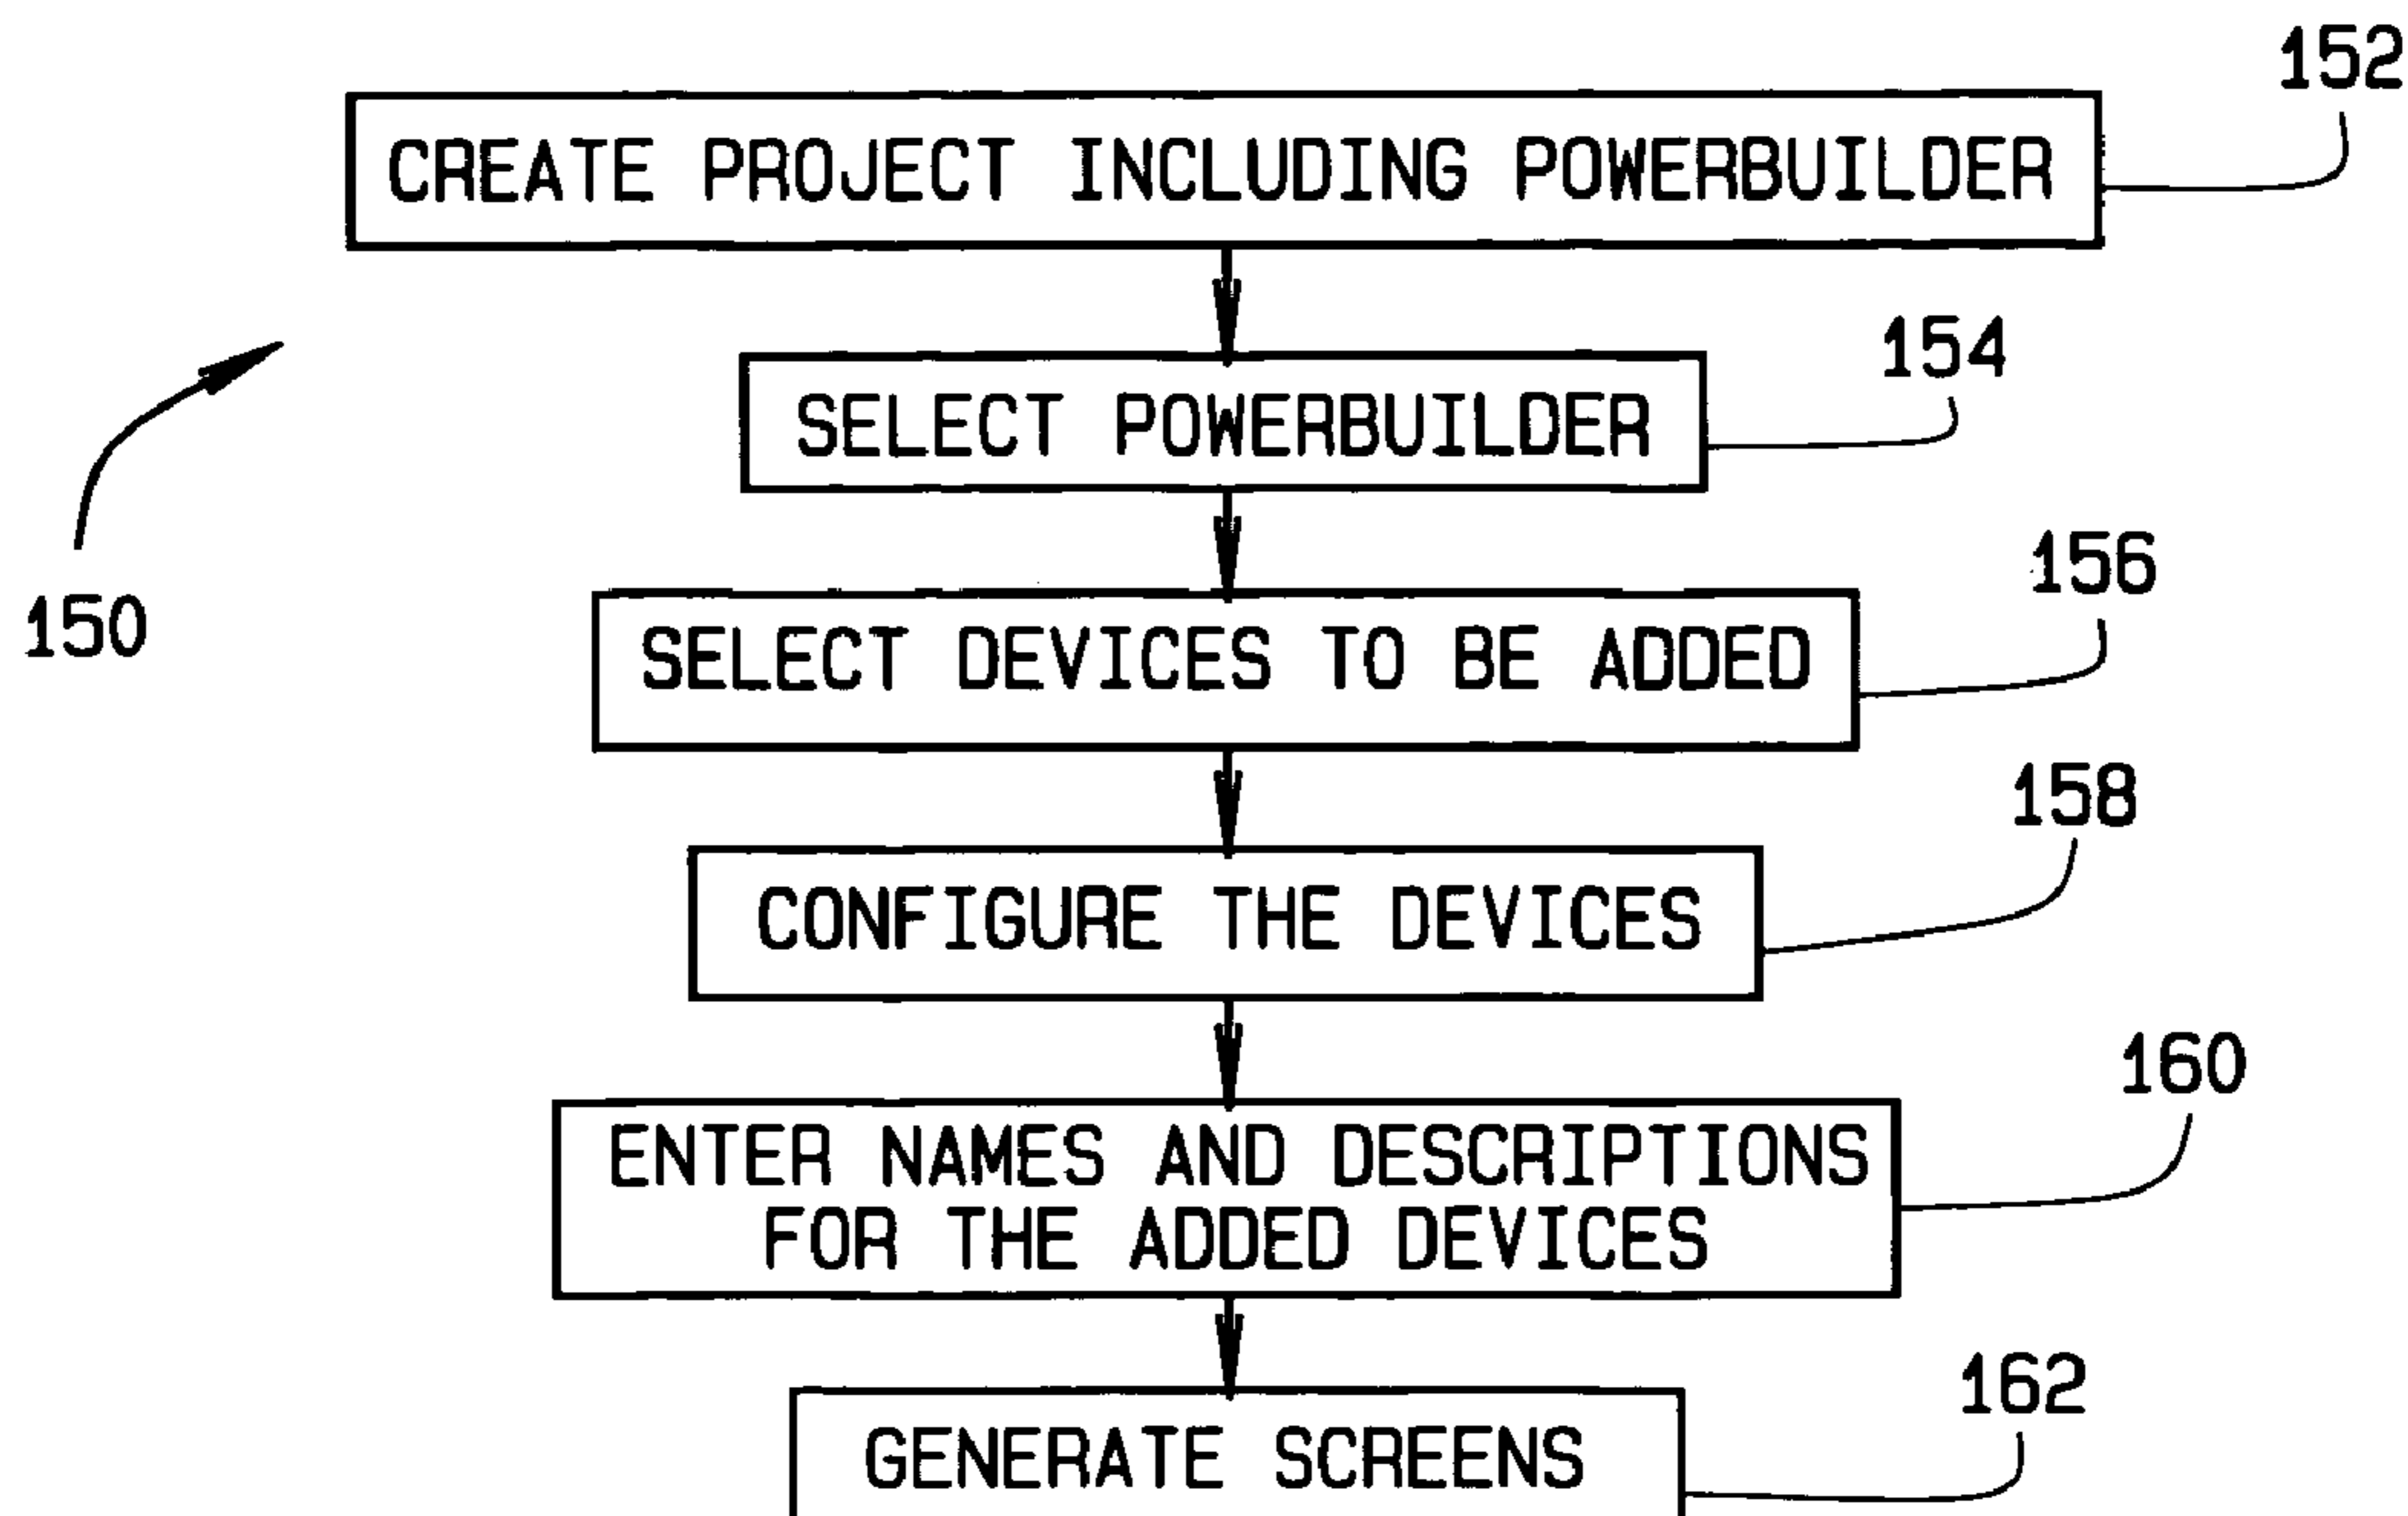 152
CREATE PROJECT INCLUDING POWERBUILDER
154
SELECT POWERBUILDER
156
150
SELECT DEVICES TO BE ADDED
158
CONFIGURE THE DEVICES
160
ENTER NAMES AND DESCRIPTIONS
FOR THE ADDED DEVICES
162
GENERATE SCREENS